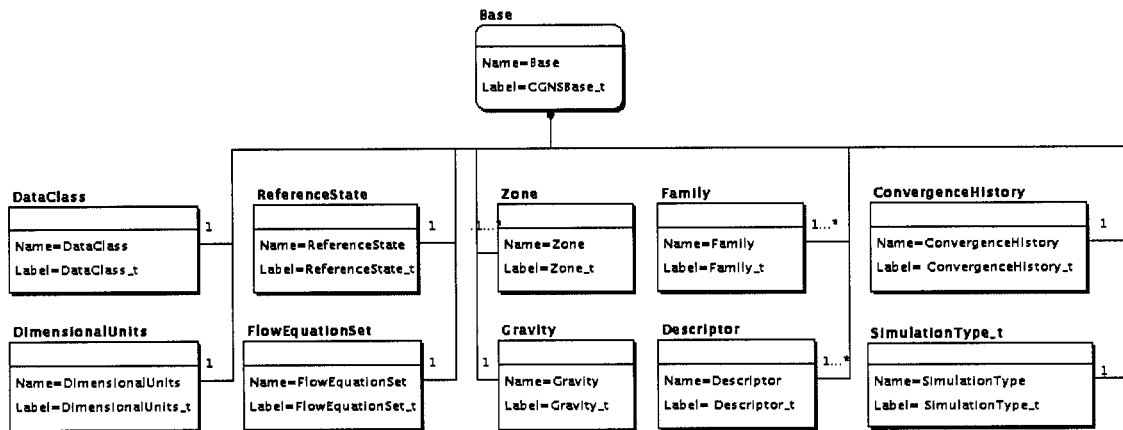 Base
Name=Base
Label=CGNSBase_t
DataClass
Name=DataClass
Label=DataClass_t
1
ReferenceState
Name=ReferenceState
Label=ReferenceState_t
1
Zone
1...*
Name=Zone
Label=Zone_t
Family
Name=Family
Label=Family_t
1...*
ConvergenceHistory
Name=ConvergenceHistory
Label= ConvergenceHistory_t
1
DimensionalUnits
Name=DimensionalUnits
Label=DimensionalUnits_t
1
FlowEquationSet
Name=FlowEquationSet
Label=FlowEquationSet_t
1
Gravity
1
Name=Gravity
Label=Gravity_t
Descriptor
Name=Descriptor
Label= Descriptor_t
1...*
SimulationType_t
Name=SimulationType
Label= SimulationType_t
1